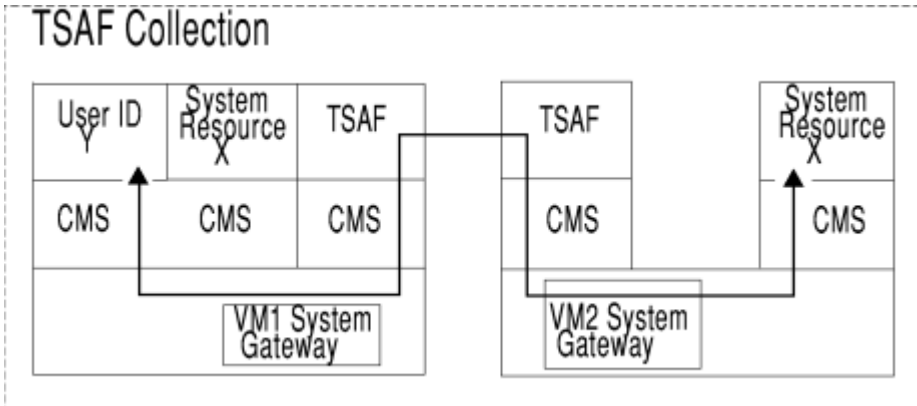 TSAF Collection
User ID
Y
System
Resource
X
TSAF
TSAF
System
Resource
X
CMS
CMS
CMS
CMS
CMS
VM1 System
Gateway
VM2 System
Gateway